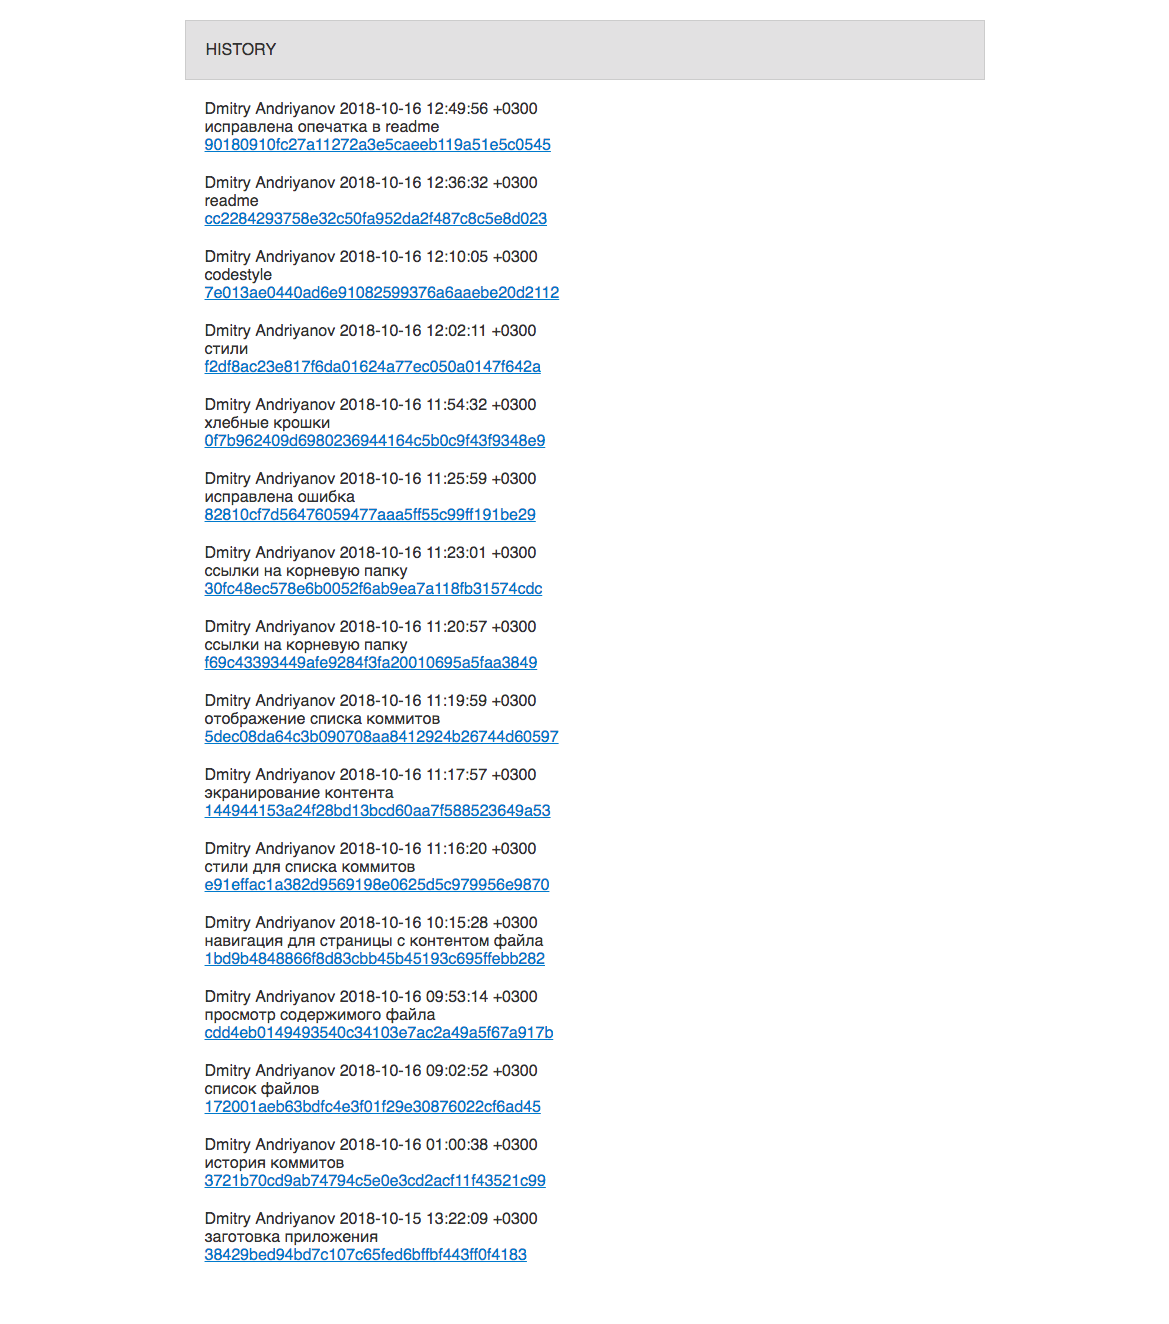 HISTORY
Dmitry Andriyanov 2018-10-16 12:49:56 +0300
исправлена опечатка в readme
90180910fc27a11272a3e5caeeb119a51e5c0545
Dmitry Andriyanov 2018-10-16 12:36:32 +0300
readme
cc2284293758e32c50fa952da2f487c8c5e8d023
Dmitry Andriyanov 2018-10-16 12:10:05 +0300
codestyle
7e013ae0440ad6e91082599376a6aaebe20d2112
Dmitry Andriyanov 2018-10-16 12:02:11 +0300
стили
f2df8ac23e817f6da01624a77ec050a0147f642a
Dmitry Andriyanov 2018-10-16 11:54:32 +0300
хлебные крошки
0f7b962409d6980236944164c5b0c9f43f9348e9
Dmitry Andriyanov 2018-10-16 11:25:59 +0300
исправлена ошибка
82810cf7d56476059477aaa5ff55c99ff191be29
Dmitry Andriyanov 2018-10-16 11:23:01 +0300
ссылки на корневую папку
30fc48ec578e6b0052f6ab9ea7a118fb31574cdc
Dmitry Andriyanov 2018-10-16 11:20:57 +0300
ссылки на корневую папку
f69c43393449afe9284f3fa20010695a5faa3849
Dmitry Andriyanov 2018-10-16 11:19:59 +0300
отображение списка коммитов
5dec08da64c3b090708aa8412924b26744d60597
Dmitry Andriyanov 2018-10-16 11:17:57 +0300
экранирование контента
144944153a24f28bd13bcd60aa7f588523649a53
Dmitry Andriyanov 2018-10-16 11:16:20 +0300
стили для списка коммитов
e91effac1a382d9569198e0625d5c979956e9870
Dmitry Andriyanov 2018-10-16 10:15:28 +0300
навигация для страницы с контентом файла
1bd9b4848866f8d83cbb45b45193c695ffebb282
Dmitry Andriyanov 2018-10-16 09:53:14 +0300
просмотр содержимого файла
cdd4eb0149493540c34103e7ac2a49a5f67a917b
Dmitry Andriyanov 2018-10-16 09:02:52 +0300
список файлов
172001aeb63bdfc4e3f01f29e30876022cf6ad45
Dmitry Andriyanov 2018-10-16 01:00:38 +0300
история коммитов
3721b70cd9ab74794c5e0e3cd2acf11f43521c99
Dmitry Andriyanov 2018-10-15 13:22:09 +0300
заготовка приложения
38429bed94bd7c107c65fed6bffbf443ff0f4183